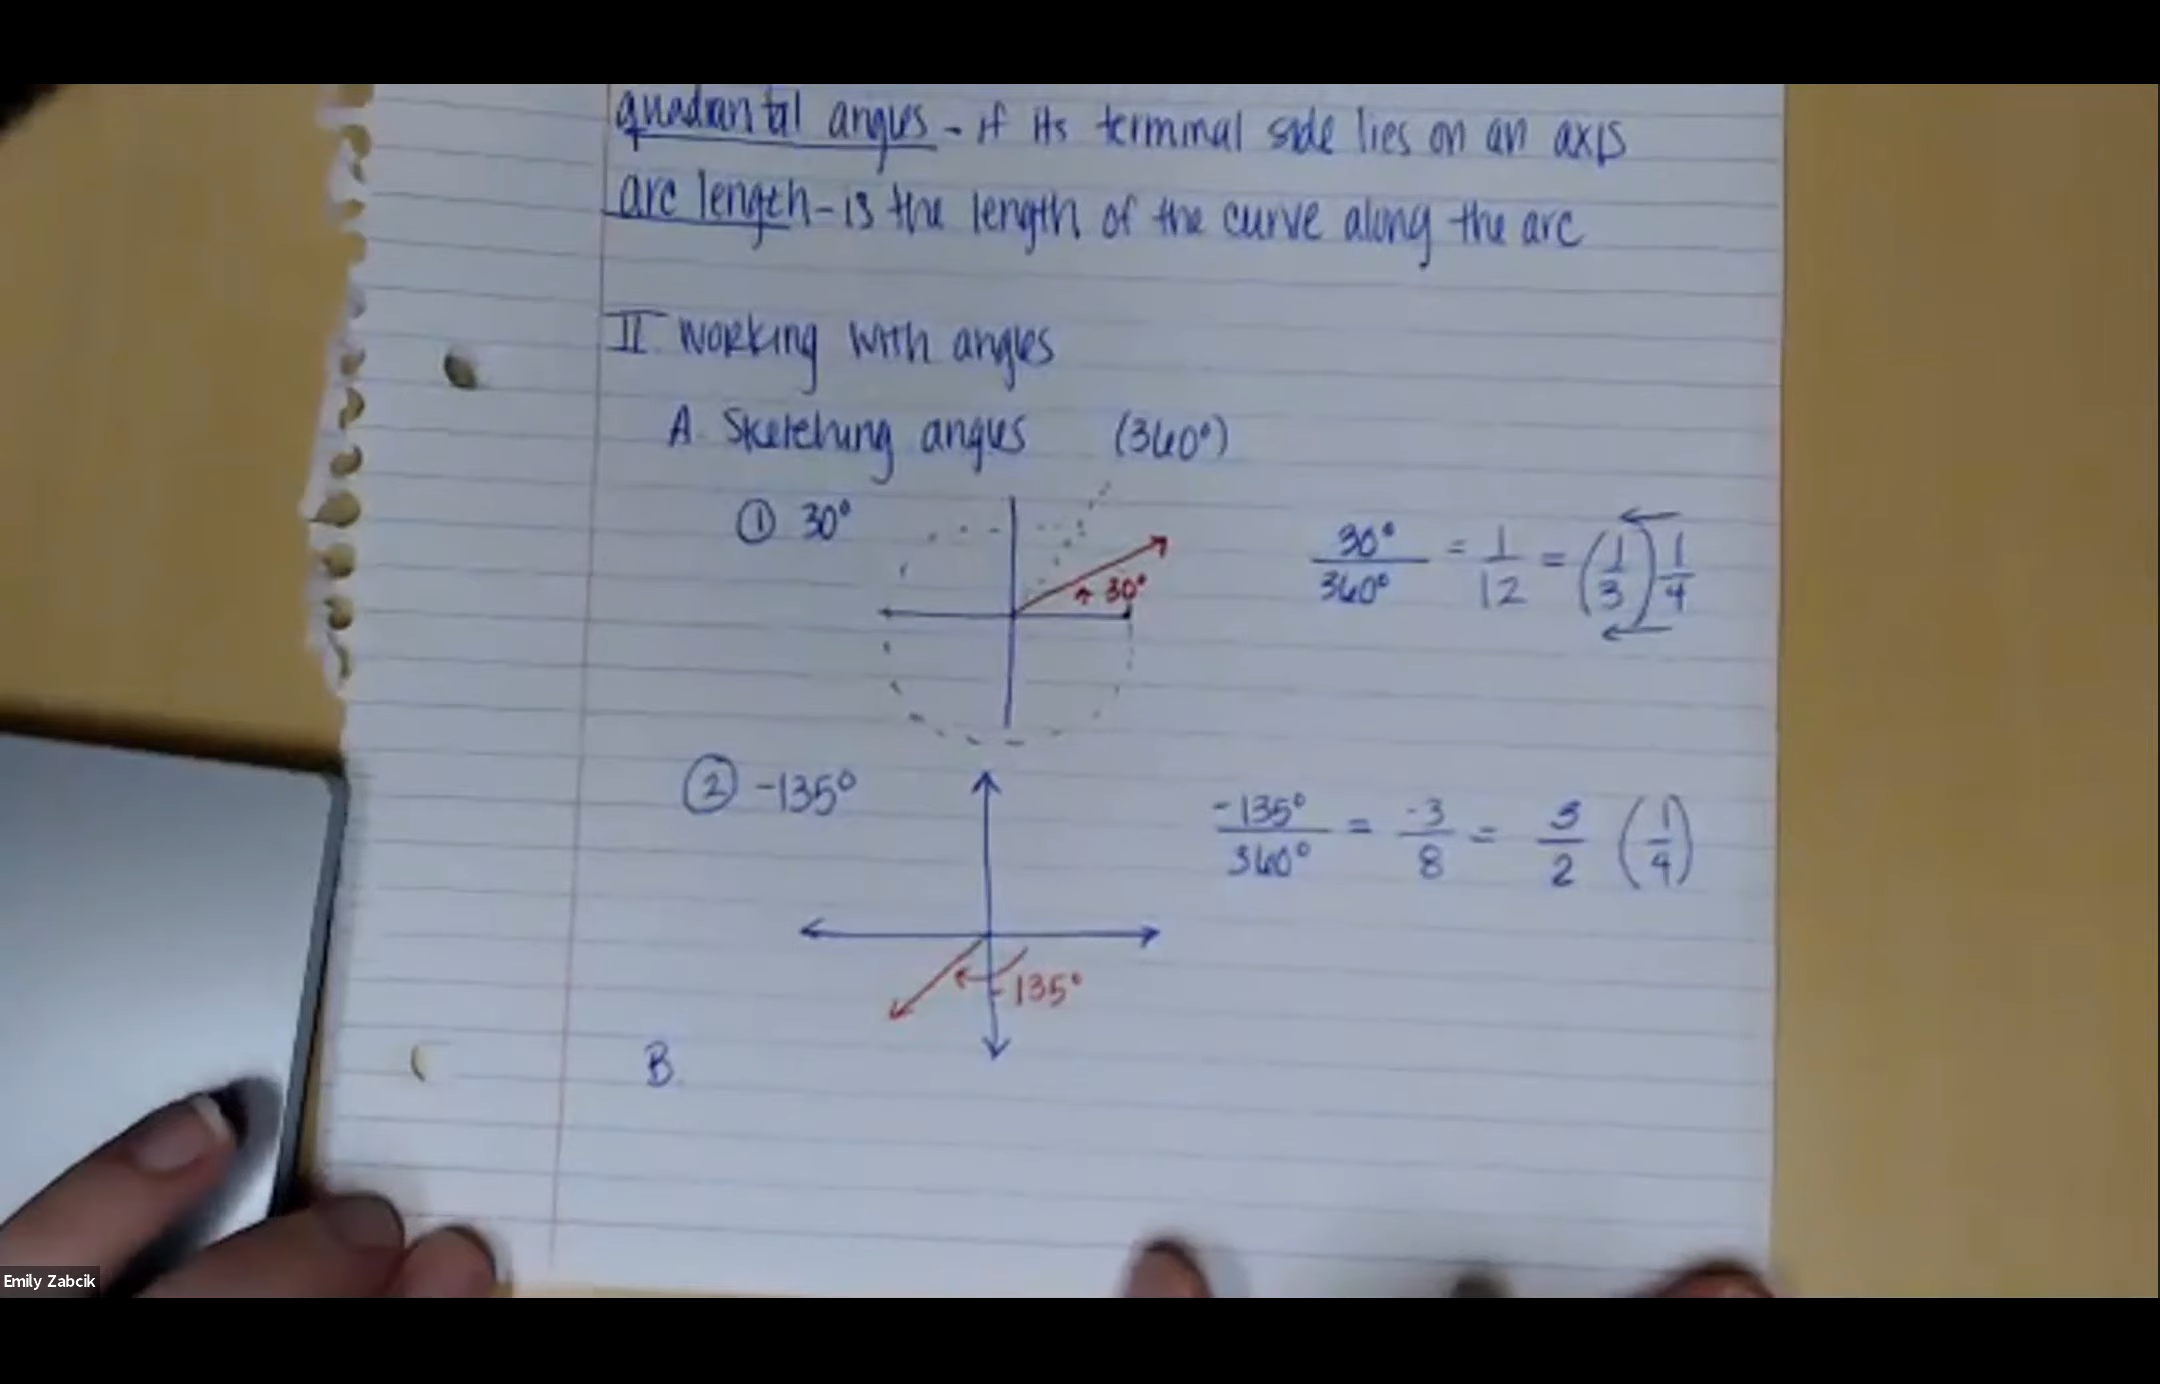 quadrantal angles - if its terminal side lies on an axis
arc length - is the length of the curve along the arc
II. Working with angles
A. Sketching angles (360°)
① 30°
30°
30°/360° = 1/12 = (1/3) 1/4
② -135°
-135°/360° = -3/8 = 3/2 (1/4)
-135°
B.
Emily Zabcik